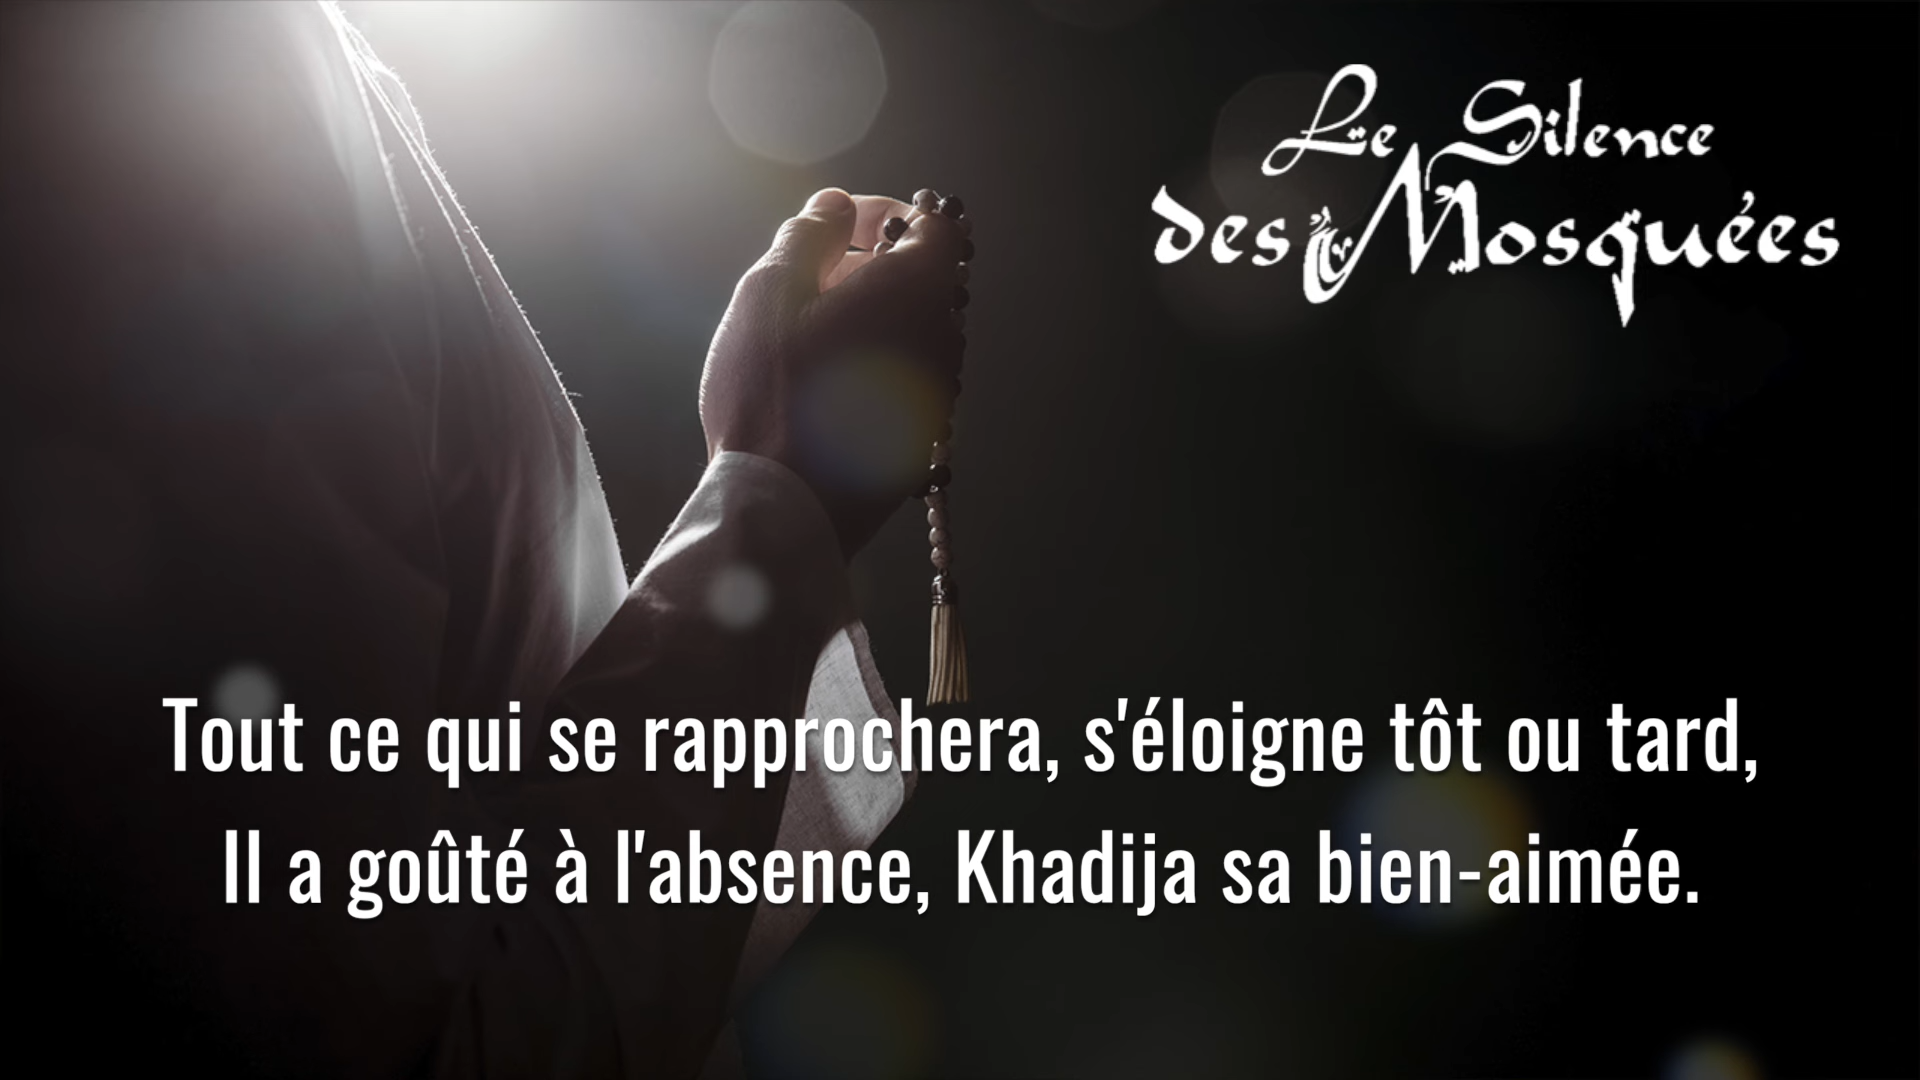 Le Silence
des Mosquées
Tout ce qui se rapprochera, s'éloigne tôt ou tard,
Il a goûté à l'absence, Khadija sa bien-aimée.